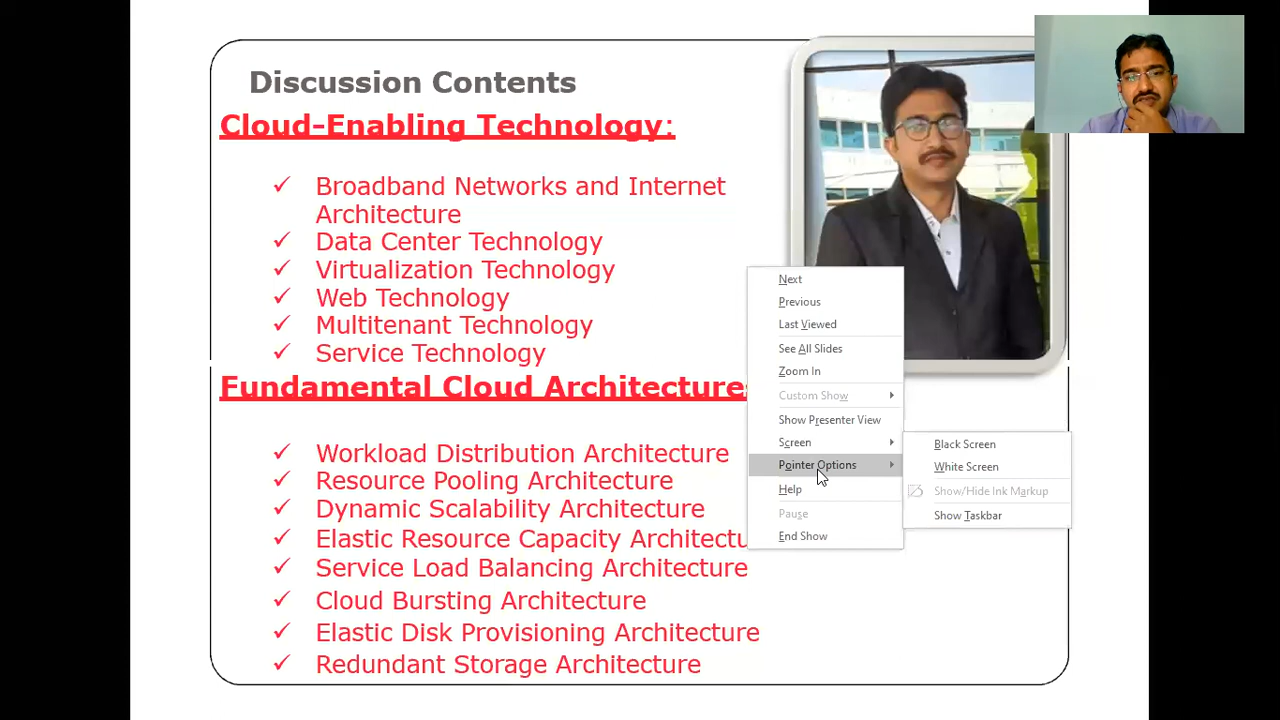 Discussion Contents
Cloud-Enabling Technology:
✓ Broadband Networks and Internet
Architecture
✓ Data Center Technology
✓ Virtualization Technology
✓ Web Technology
✓ Multitenant Technology
✓ Service Technology
Fundamental Cloud Architectures
✓ Workload Distribution Architecture
✓ Resource Pooling Architecture
✓ Dynamic Scalability Architecture
✓ Elastic Resource Capacity Architectu
✓ Service Load Balancing Architecture
✓ Cloud Bursting Architecture
✓ Elastic Disk Provisioning Architecture
✓ Redundant Storage Architecture
Next
Previous
Last Viewed
See All Slides
Zoom In
Custom Show
Show Presenter View
Screen
Pointer Options
Help
Pause
End Show
Black Screen
White Screen
Show/Hide Ink Markup
Show Taskbar